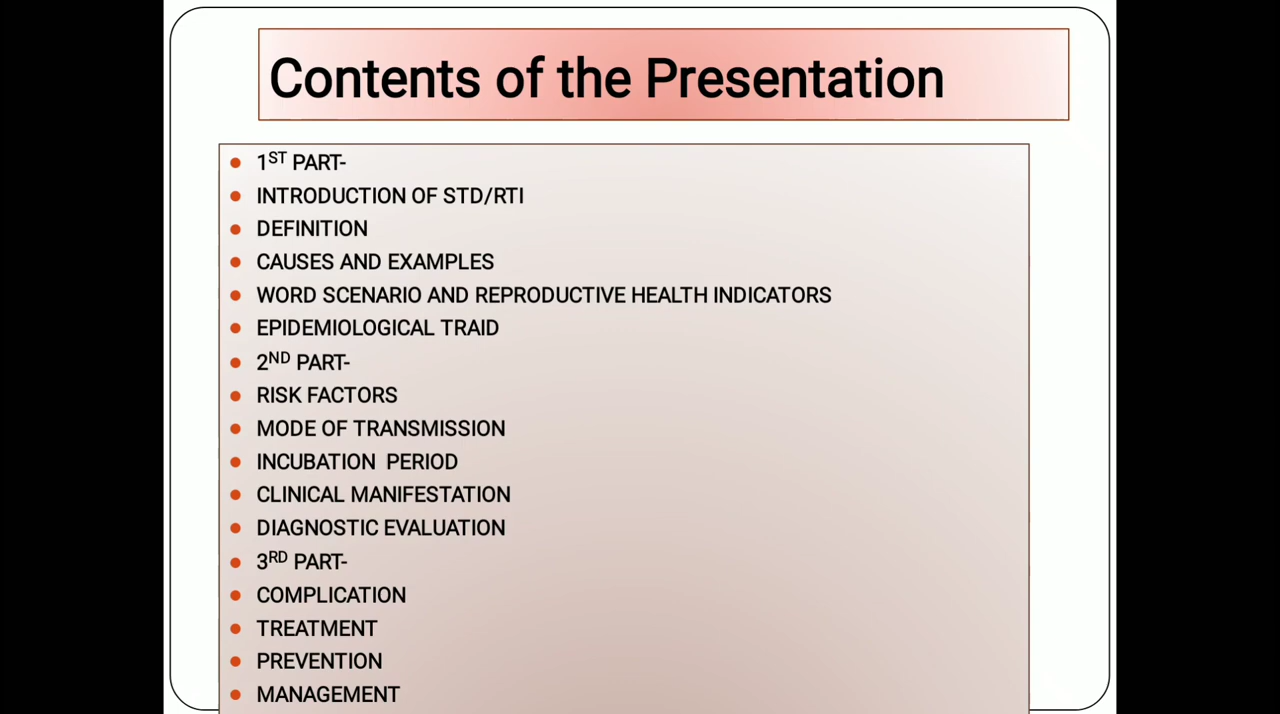 Contents of the Presentation
• 1ST PART-
• INTRODUCTION OF STD/RTI
• DEFINITION
• CAUSES AND EXAMPLES
• WORD SCENARIO AND REPRODUCTIVE HEALTH INDICATORS
• EPIDEMIOLOGICAL TRAID
• 2ND PART-
• RISK FACTORS
• MODE OF TRANSMISSION
• INCUBATION  PERIOD
• CLINICAL MANIFESTATION
• DIAGNOSTIC EVALUATION
• 3RD PART-
• COMPLICATION
• TREATMENT
• PREVENTION
• MANAGEMENT